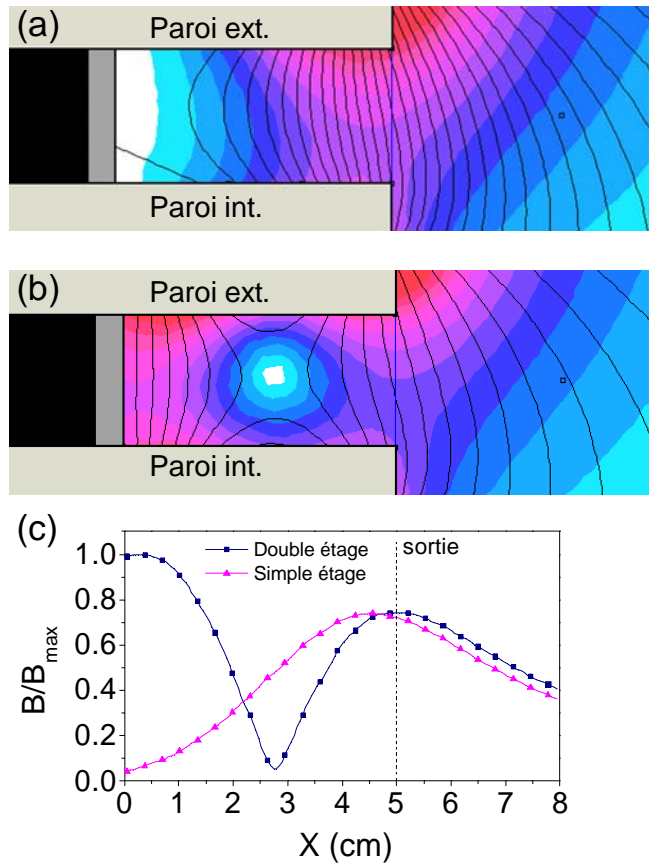 (a)
Paroi ext.
Paroi int.
(b)
Paroi ext.
Paroi int.
(c)
Double étage
Simple étage
sortie
1.0
0.8
0.6
0.4
0.2
0.0
B/Bmax
0 1 2 3 4 5 6 7 8
X (cm)